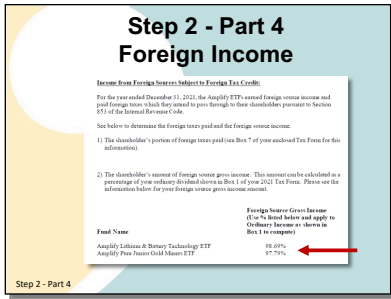 Step 2 - Part 4
Foreign Income
Income from Foreign Sources Subject to Foreign Tax Credit:
For the year ended December 31, 2021, the Amplify ETFs earned foreign source income and
paid foreign taxes which they intend to pass through to their shareholders pursuant to Section
853 of the Internal Revenue Code.
See below to determine the foreign taxes paid and the foreign source income.
1) The shareholder's portion of foreign taxes paid (see Box 7 of your enclosed Tax Form for this
information).
2) The shareholder's amount of foreign source income. This amount can be calculated as a
percentage of your ordinary dividend shown in Box 1 of your 2021 Tax Form. Please see the
information below for your foreign source gross income amount.
Foreign Source Gross Income
(Use % listed below and apply to
Ordinary Income as shown in
Fund Name Box 1 to compute)
Amplify Lithium & Battery Technology ETF 98.69%
Amplify Pure Junior Gold Miners ETF 97.79%
Step 2 - Part 4